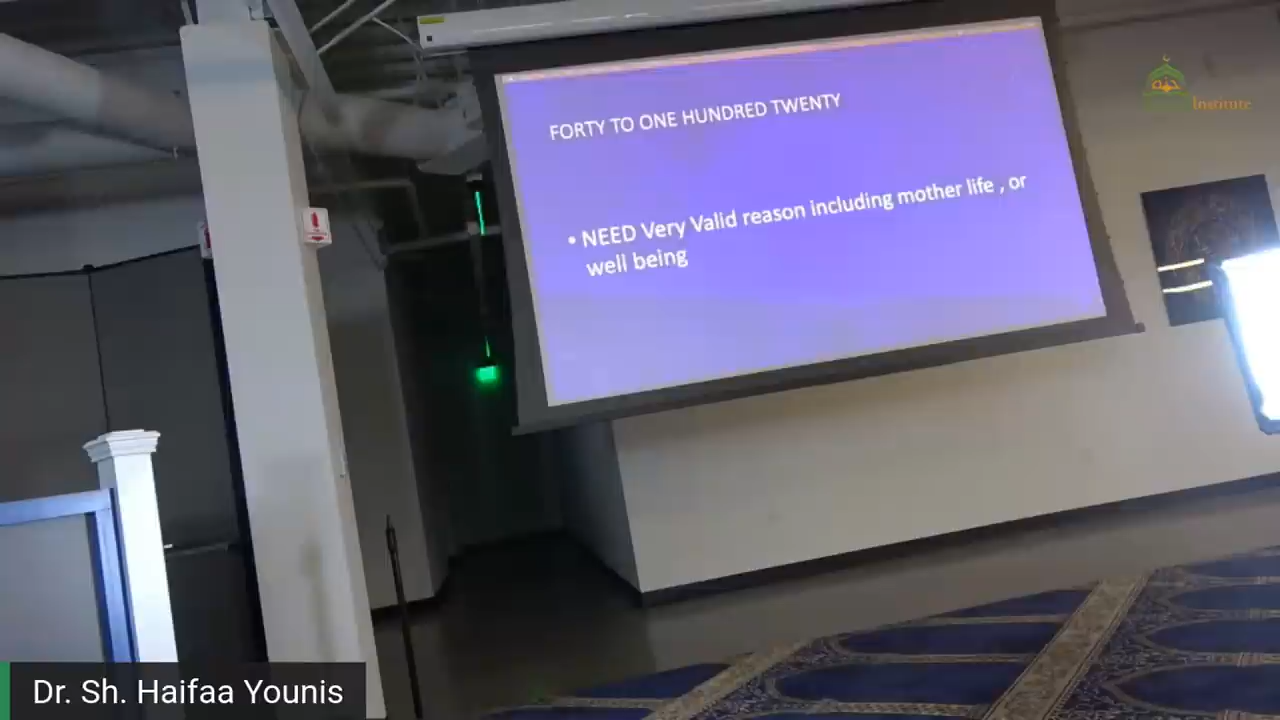 FORTY TO ONE HUNDRED TWENTY
• NEED Very Valid reason including mother life , or
well being
جنة
Institute
Dr. Sh. Haifaa Younis